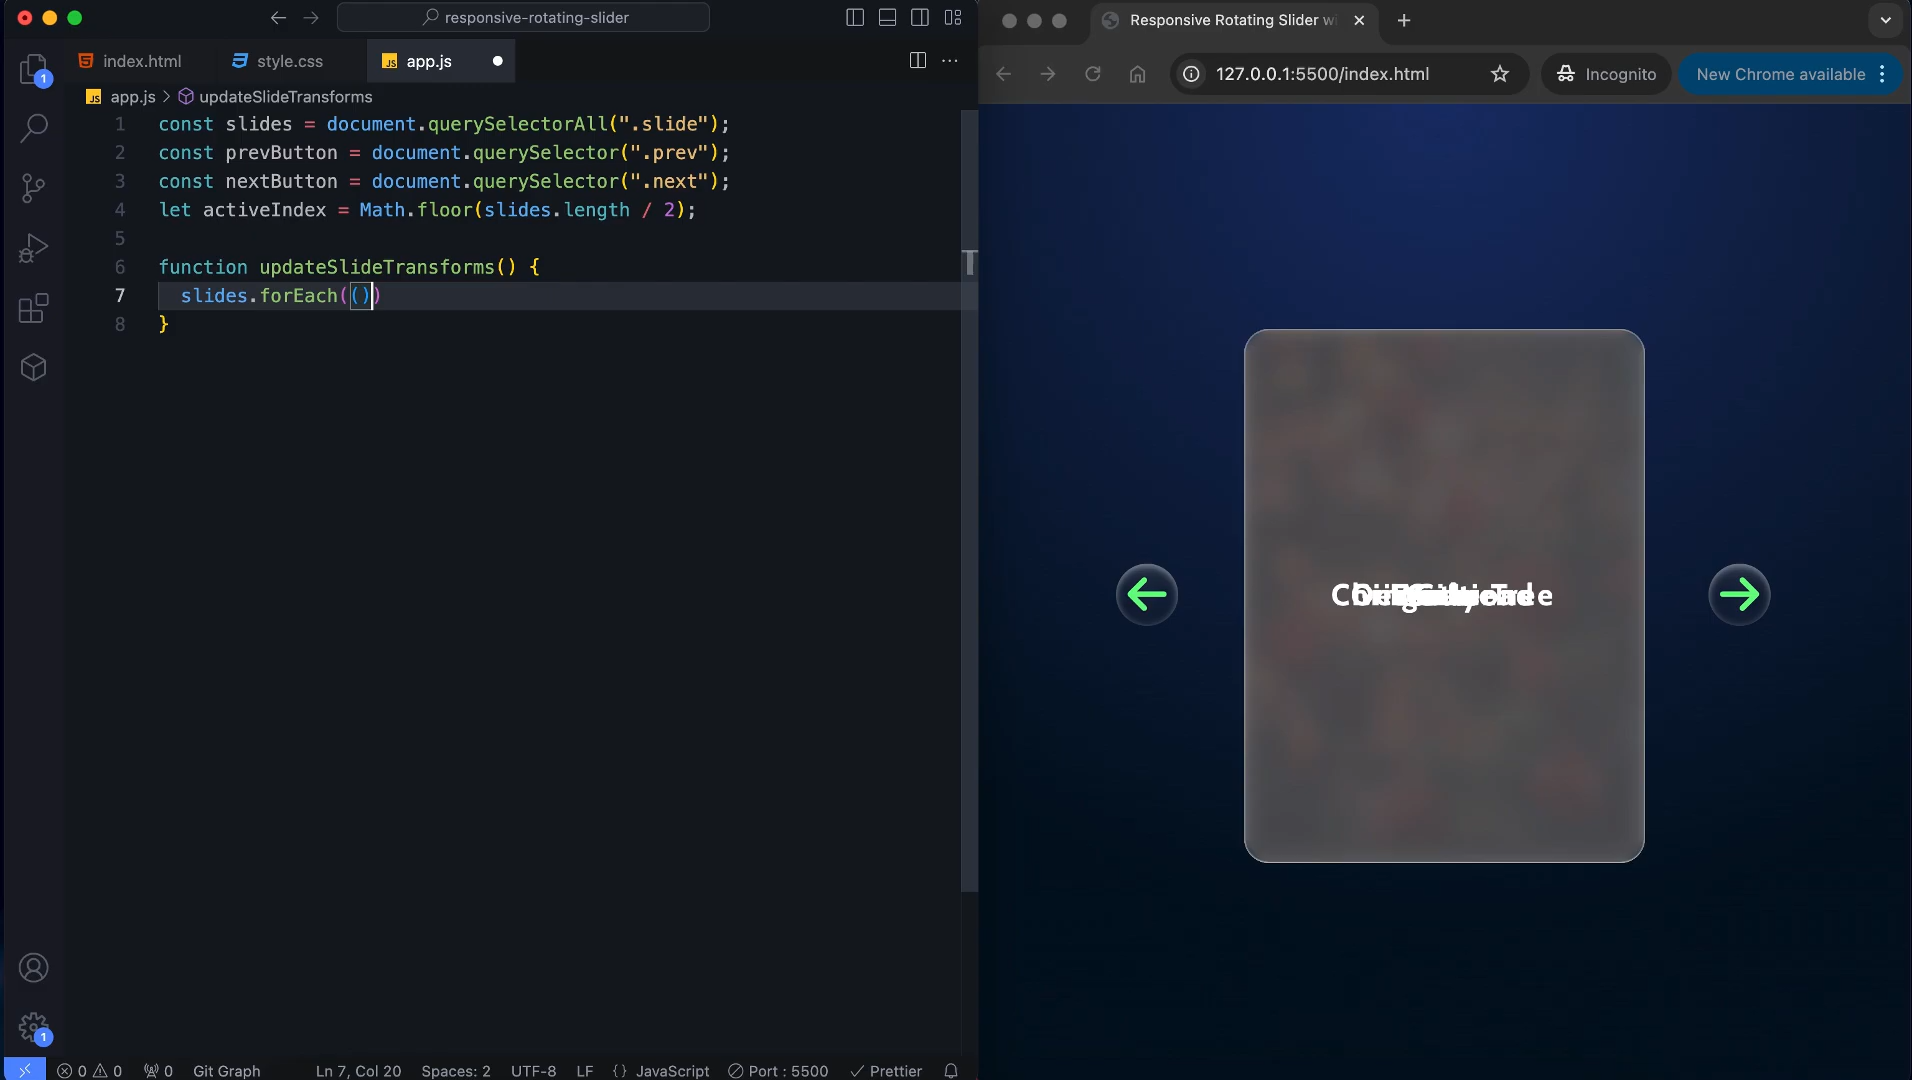 responsive-rotating-slider
index.html
style.css
app.js
app.js > updateSlideTransforms
1 const slides = document.querySelectorAll(".slide");
2 const prevButton = document.querySelector(".prev");
3 const nextButton = document.querySelector(".next");
4 let activeIndex = Math.floor(slides.length / 2);
5
6 function updateSlideTransforms() {
7 slides.forEach(())
8 }
1
1
0 0 0 Git Graph Ln 7, Col 20 Spaces: 2 UTF-8 LF {} JavaScript Port : 5500 Prettier
Responsive Rotating Slider wi
127.0.0.1:5500/index.html
Incognito
New Chrome available